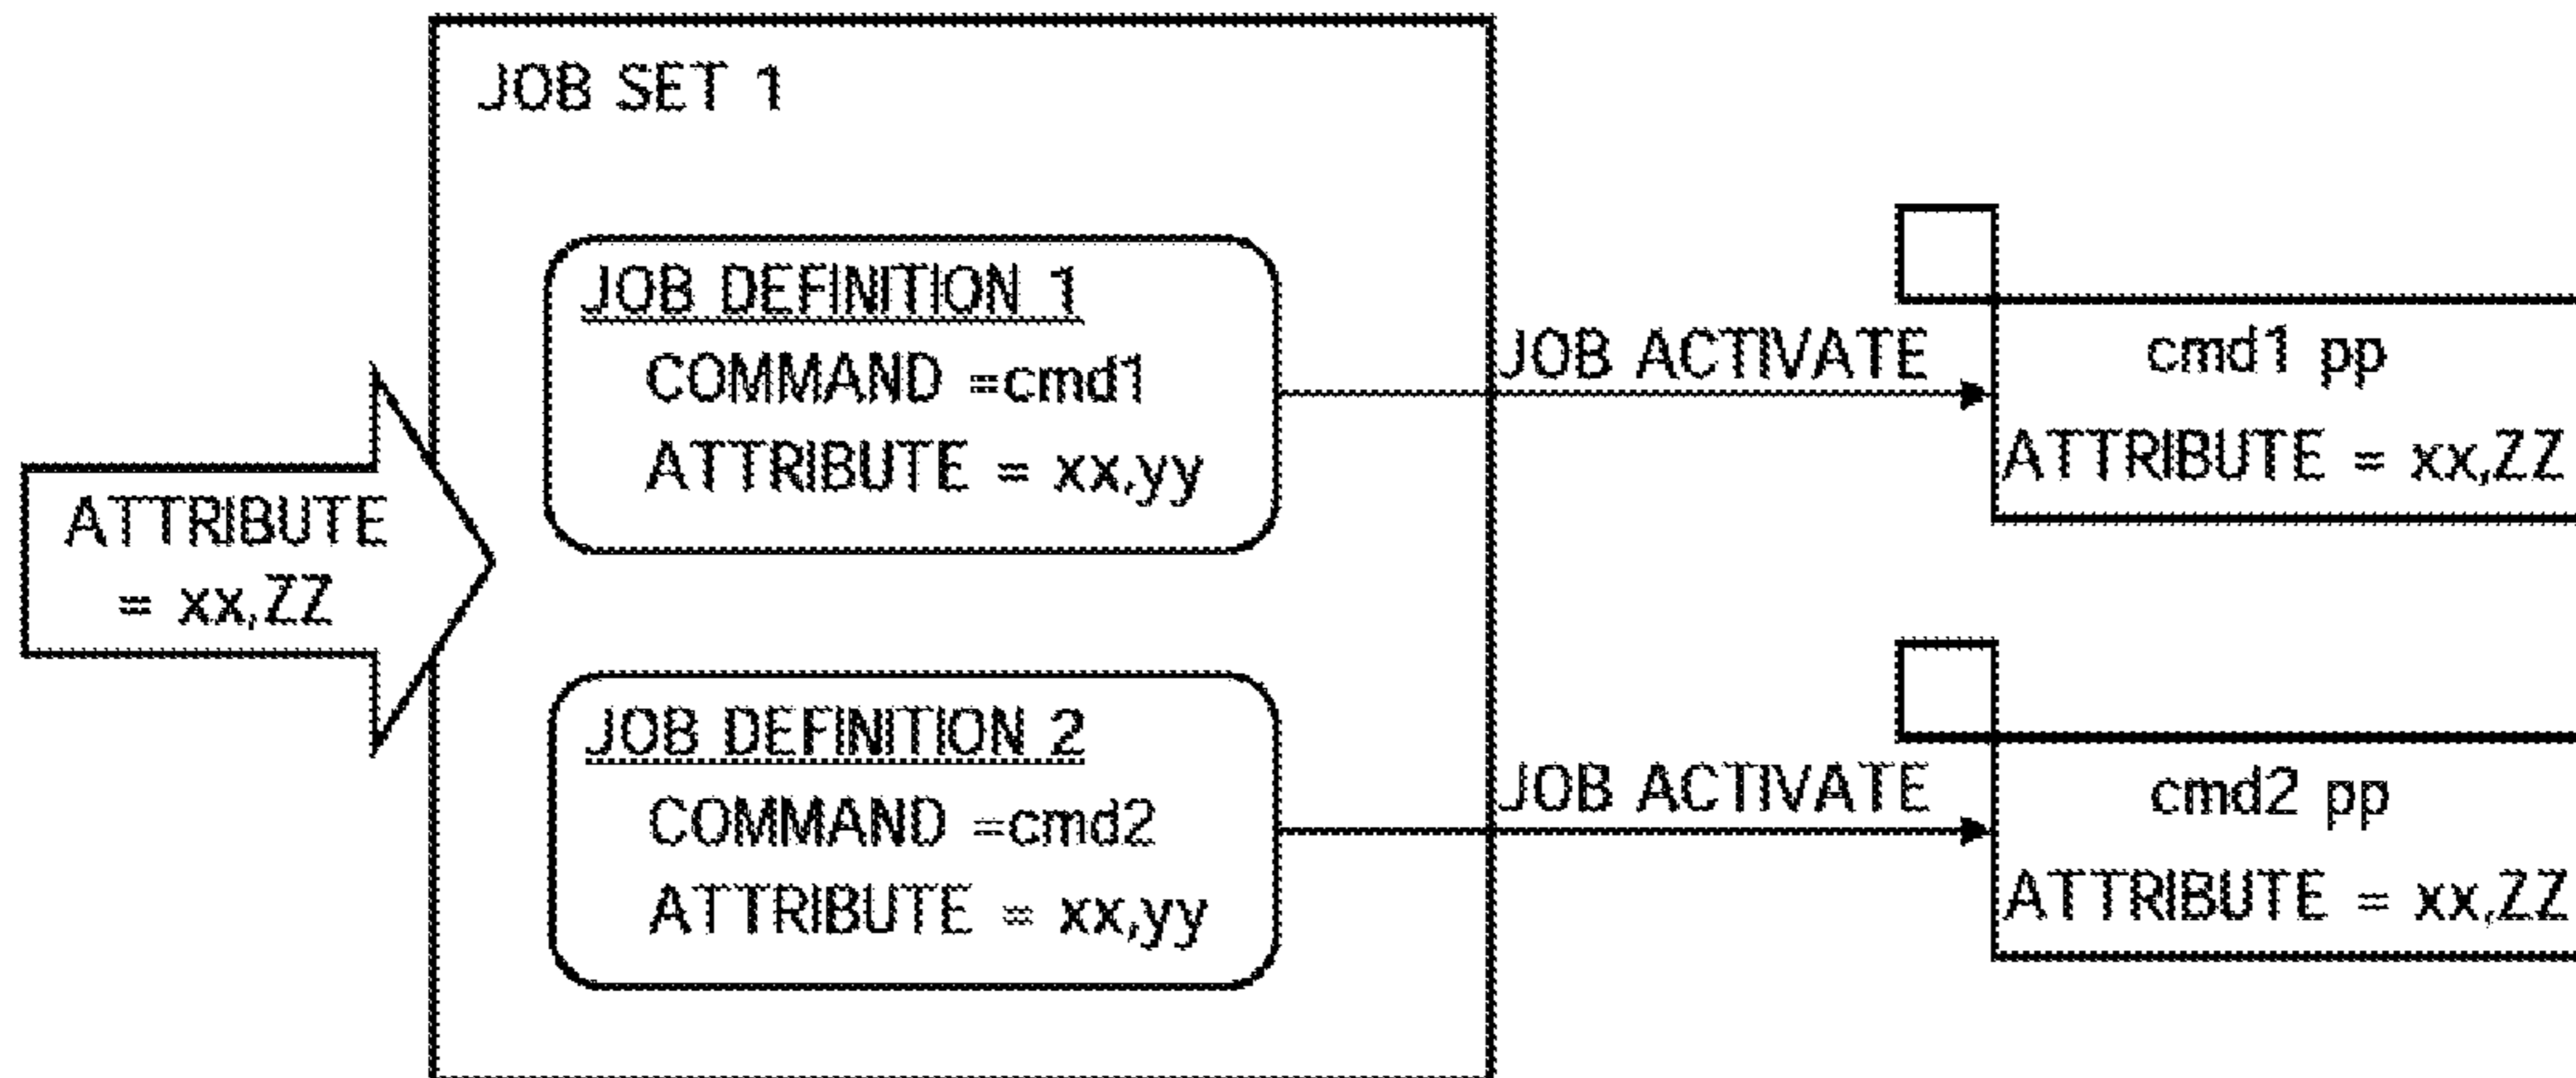 JOB SET 1
JOB DEFINITION 1
COMMAND =cmd1
ATTRIBUTE = xx,yy
JOB ACTIVATE
cmd1 pp
ATTRIBUTE = xx,ZZ
ATTRIBUTE
= xx,ZZ
JOB DEFINITION 2
COMMAND =cmd2
ATTRIBUTE = xx,yy
JOB ACTIVATE
cmd2 pp
ATTRIBUTE = xx,ZZ